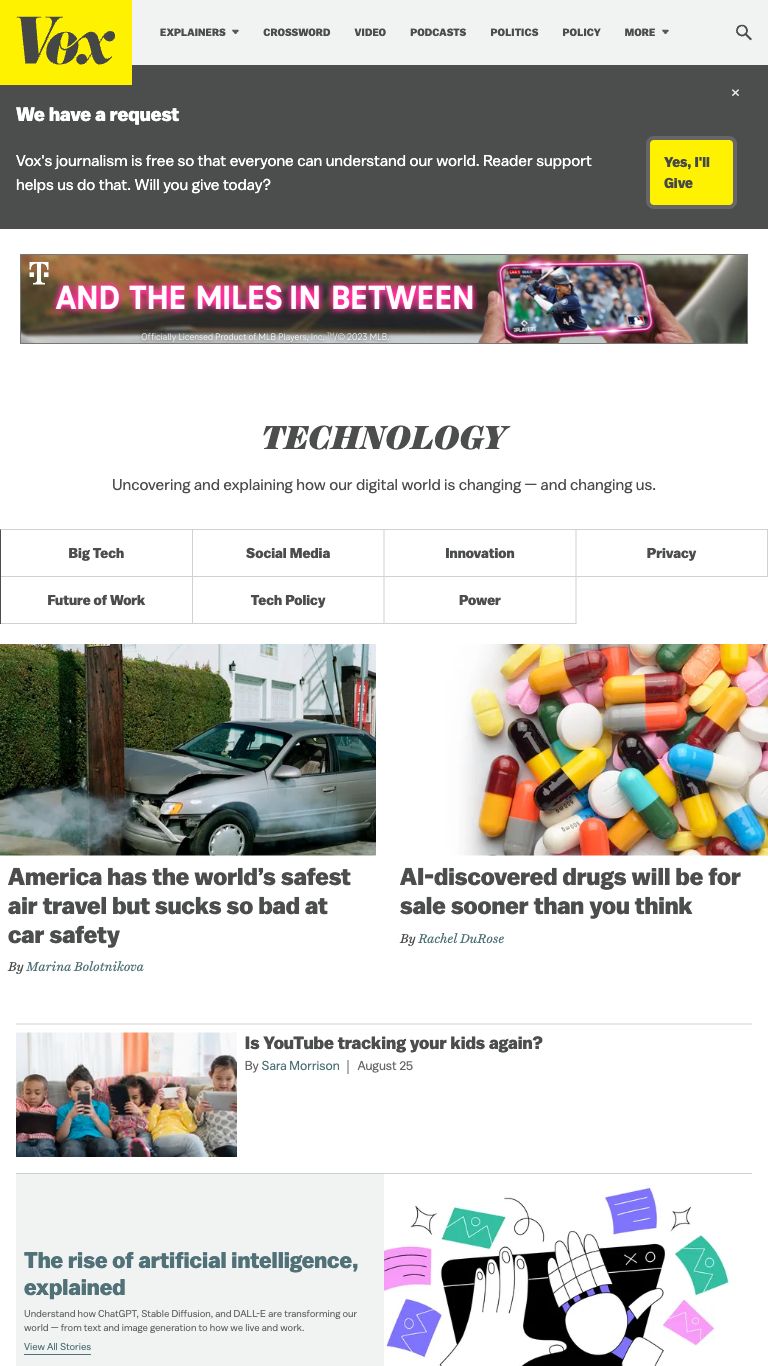 Vox
EXPLAINERS
CROSSWORD
VIDEO
PODCASTS
POLITICS
POLICY
MORE
×
We have a request
Vox's journalism is free so that everyone can understand our world. Reader support
helps us do that. Will you give today?
Yes, I'll
Give
T
AND THE MILES IN BETWEEN
Officially Licensed Product of MLB Players, Inc. ™/© 2023 MLB.
TECHNOLOGY
Uncovering and explaining how our digital world is changing — and changing us.
Big Tech
Social Media
Innovation
Privacy
Future of Work
Tech Policy
Power
America has the world's safest
air travel but sucks so bad at
car safety
By Marina Bolotnikova
AI-discovered drugs will be for
sale sooner than you think
By Rachel DuRose
Is YouTube tracking your kids again?
By Sara Morrison | August 25
The rise of artificial intelligence,
explained
Understand how ChatGPT, Stable Diffusion, and DALL-E are transforming our
world — from text and image generation to how we live and work.
View All Stories